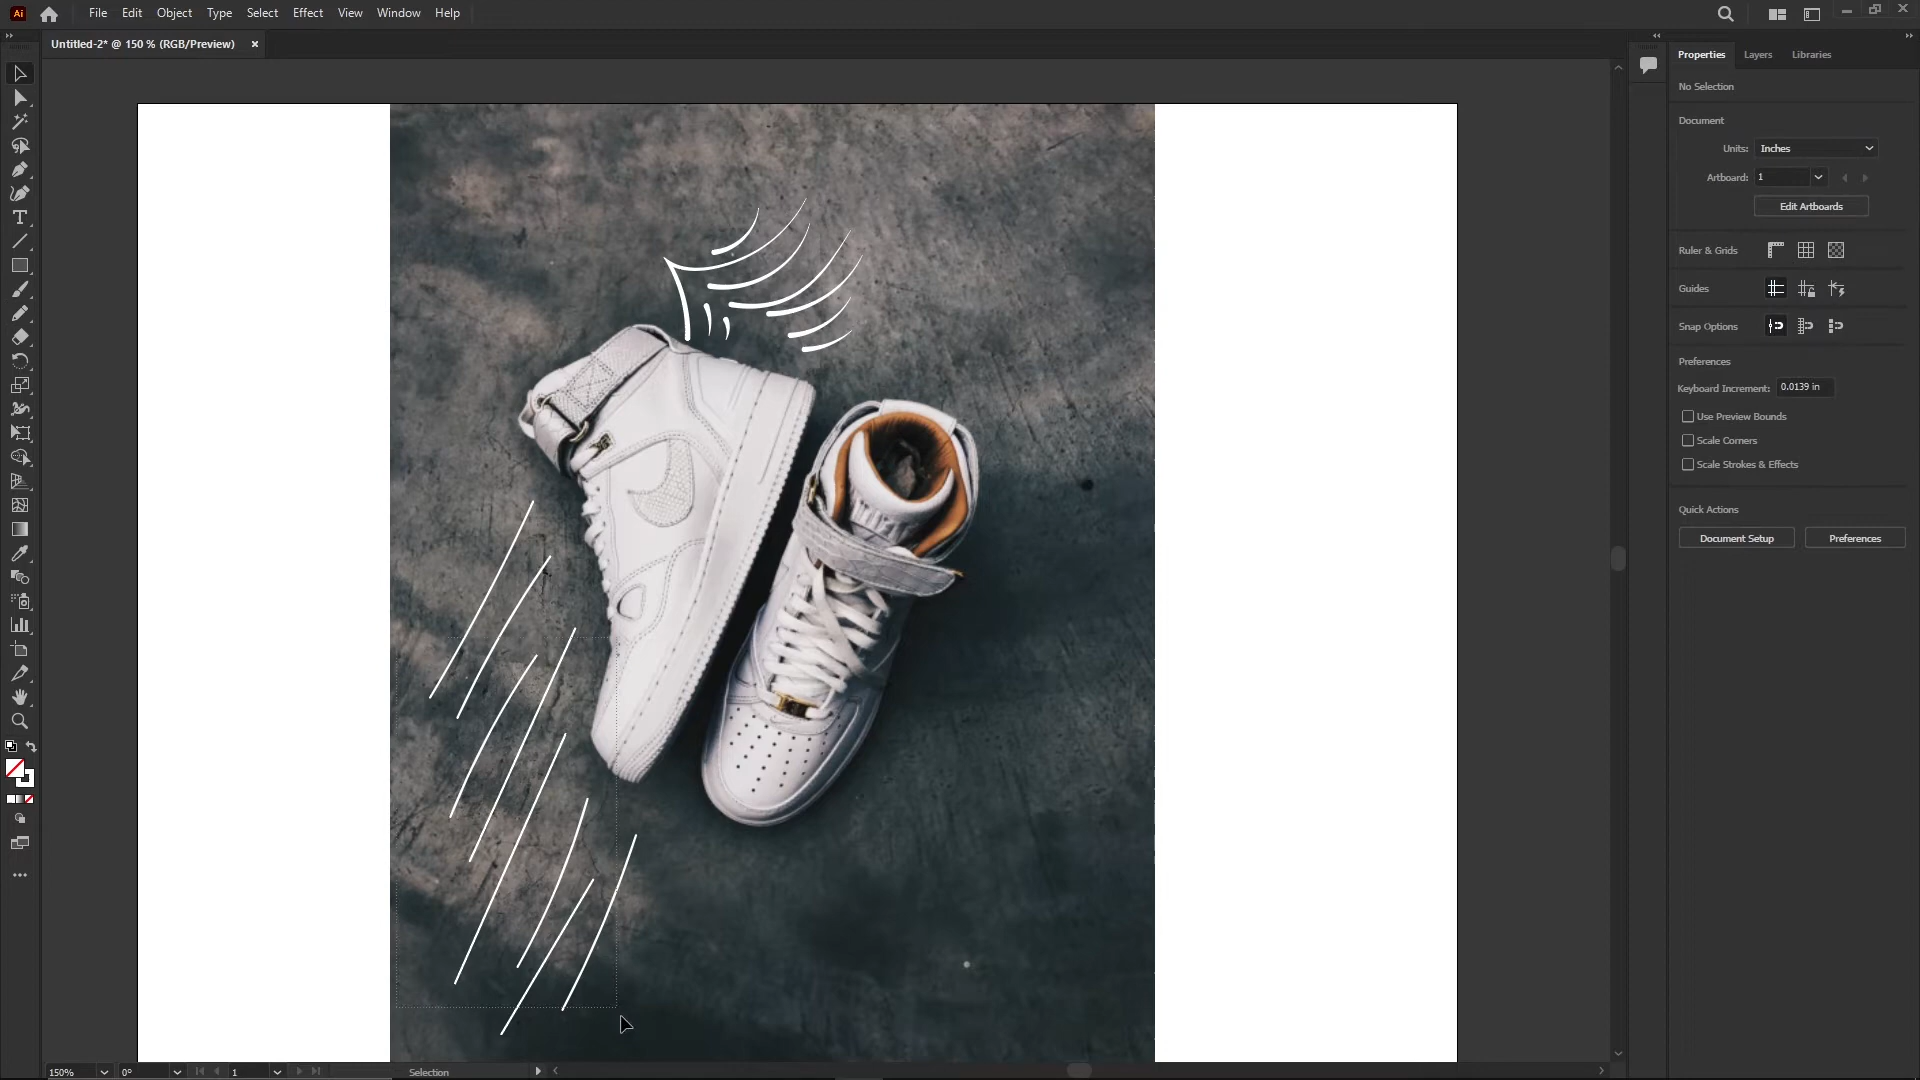 Ai File Edit Object Type Select Effect View Window Help
Untitled-2* @ 150 % (RGB/Preview) ×
Properties Layers Libraries
No Selection
Document
Units: Inches
Artboard: 1
Edit Artboards
Ruler & Grids
Guides
Snap Options
Preferences
Keyboard Increment: 0.0139 in
Use Preview Bounds
Scale Corners
Scale Strokes & Effects
Quick Actions
Document Setup Preferences
150% 0° 1 Selection